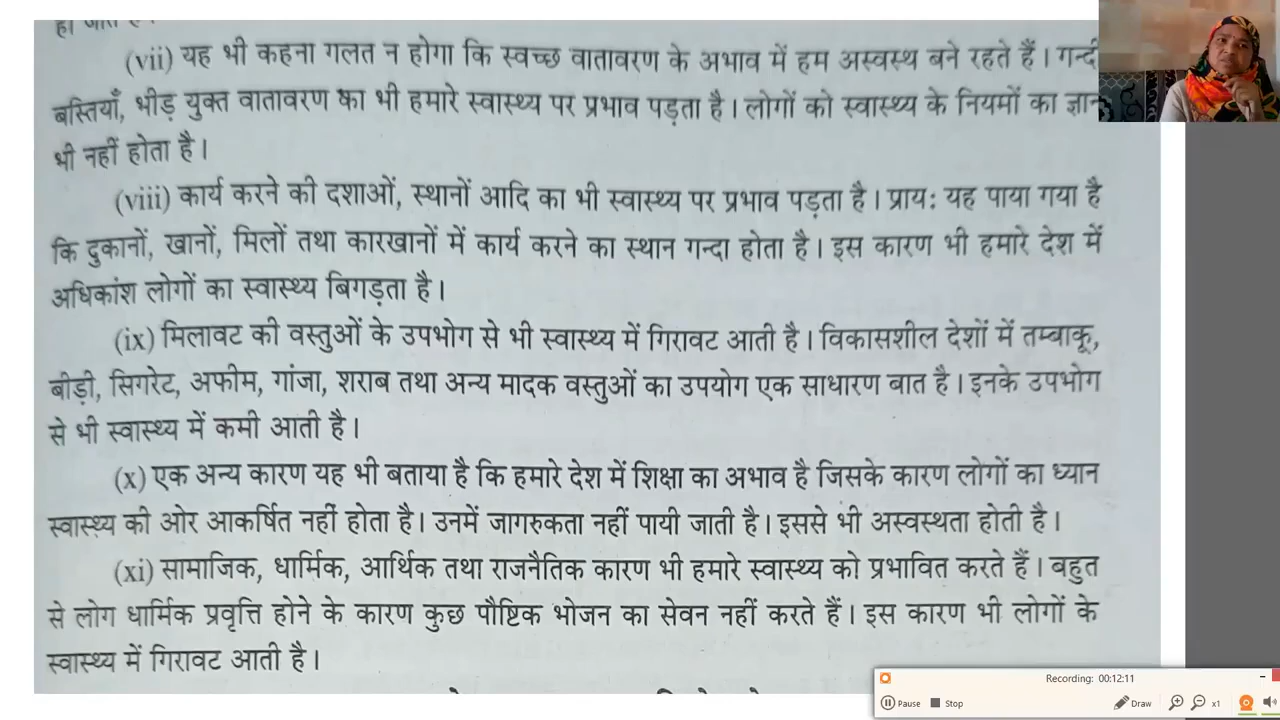 (vii) यह भी कहना गलत न होगा कि स्वच्छ वातावरण के अभाव में हम अस्वस्थ बने रहते हैं। गन्दी
बस्तियाँ, भीड़ युक्त वातावरण का भी हमारे स्वास्थ्य पर प्रभाव पड़ता है। लोगों को स्वास्थ्य के नियमों का ज्ञान
भी नहीं होता है।
(viii) कार्य करने की दशाओं, स्थानों आदि का भी स्वास्थ्य पर प्रभाव पड़ता है। प्राय: यह पाया गया है
कि दुकानों, खानों, मिलों तथा कारखानों में कार्य करने का स्थान गन्दा होता है। इस कारण भी हमारे देश में
अधिकांश लोगों का स्वास्थ्य बिगड़ता है।
(ix) मिलावट की वस्तुओं के उपभोग से भी स्वास्थ्य में गिरावट आती है। विकासशील देशों में तम्बाकू,
बीड़ी, सिगरेट, अफीम, गांजा, शराब तथा अन्य मादक वस्तुओं का उपयोग एक साधारण बात है। इनके उपभोग
से भी स्वास्थ्य में कमी आती है।
(x) एक अन्य कारण यह भी बताया है कि हमारे देश में शिक्षा का अभाव है जिसके कारण लोगों का ध्यान
स्वास्थ्य की ओर आकर्षित नहीं होता है। उनमें जागरुकता नहीं पायी जाती है। इससे भी अस्वस्थता होती है।
(xi) सामाजिक, धार्मिक, आर्थिक तथा राजनैतिक कारण भी हमारे स्वास्थ्य को प्रभावित करते हैं। बहुत
से लोग धार्मिक प्रवृत्ति होने के कारण कुछ पौष्टिक भोजन का सेवन नहीं करते हैं। इस कारण भी लोगों के
स्वास्थ्य में गिरावट आती है।
Recording: 00:12:11
Pause Stop Draw x1